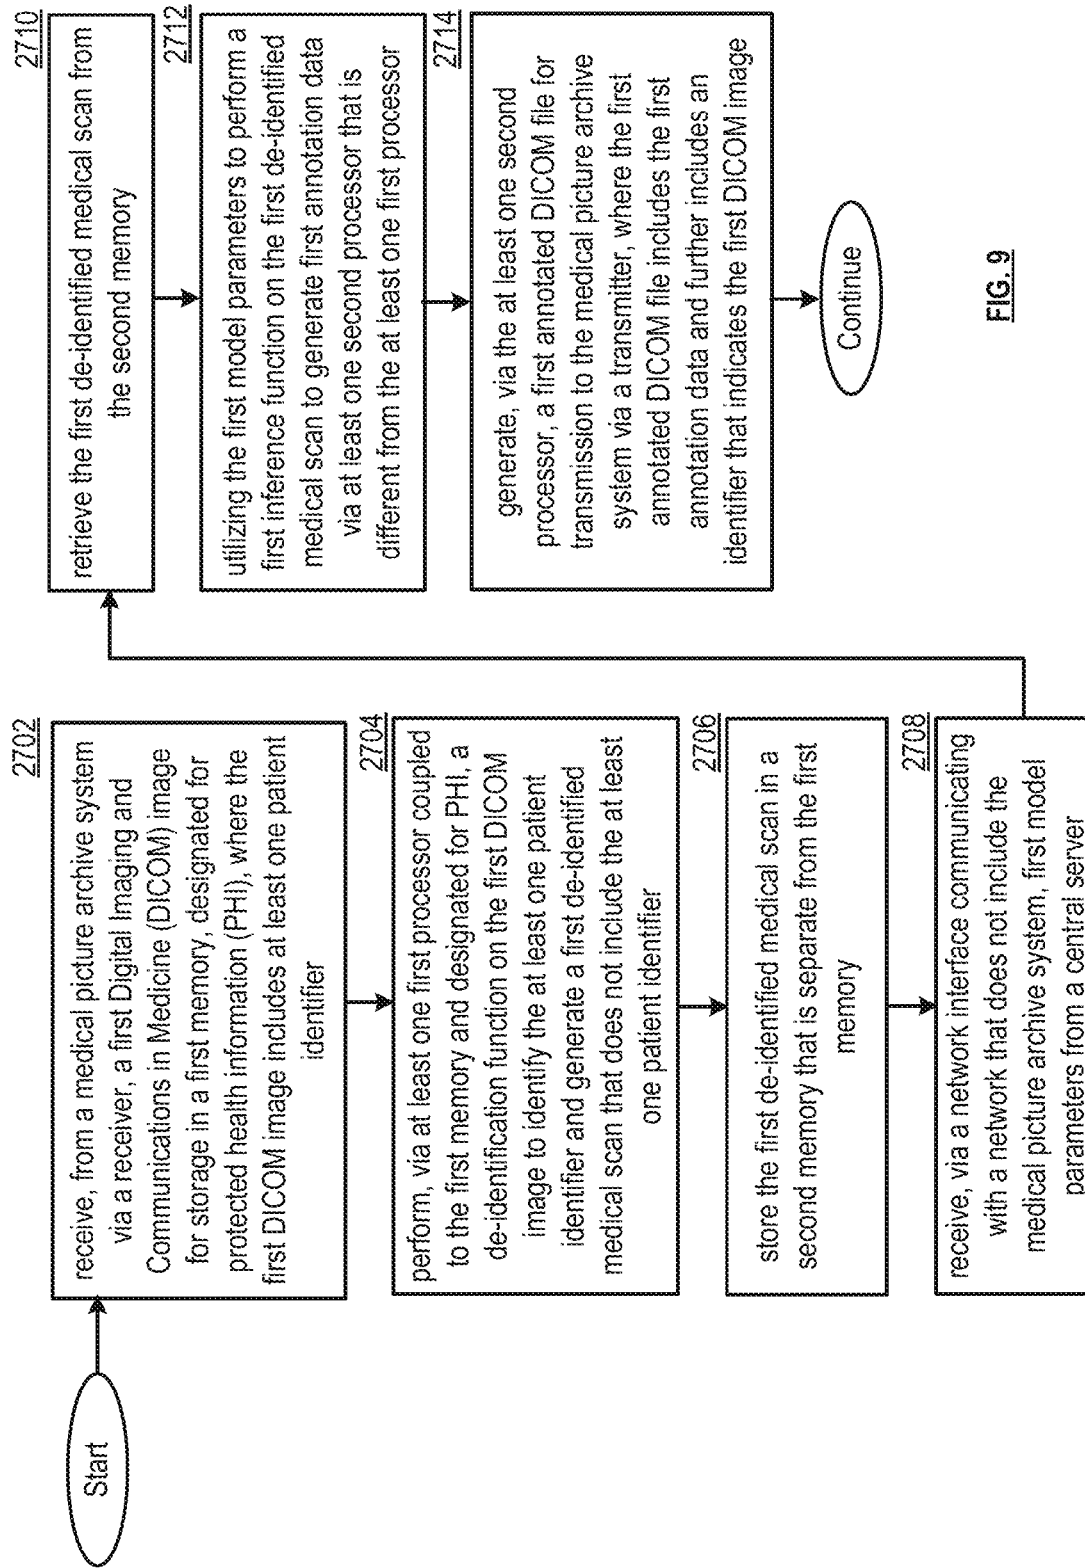 Start
2702
receive, from a medical picture archive system
via a receiver, a first Digital Imaging and
Communications in Medicine (DICOM) image
for storage in a first memory, designated for
protected health information (PHI), where the
first DICOM image includes at least one patient
identifier
2704
perform, via at least one first processor coupled
to the first memory and designated for PHI, a
de-identification function on the first DICOM
image to identify the at least one patient
identifier and generate a first de-identified
medical scan that does not include the at least
one patient identifier
2706
store the first de-identified medical scan in a
second memory that is separate from the first
memory
2708
receive, via a network interface communicating
with a network that does not include the
medical picture archive system, first model
parameters from a central server
2710
retrieve the first de-identified medical scan from
the second memory
2712
utilizing the first model parameters to perform a
first inference function on the first de-identified
medical scan to generate first annotation data
via at least one second processor that is
different from the at least one first processor
2714
generate, via the at least one second
processor, a first annotated DICOM file for
transmission to the medical picture archive
system via a transmitter, where the first
annotated DICOM file includes the first
annotation data and further includes an
identifier that indicates the first DICOM image
Continue
FIG. 9